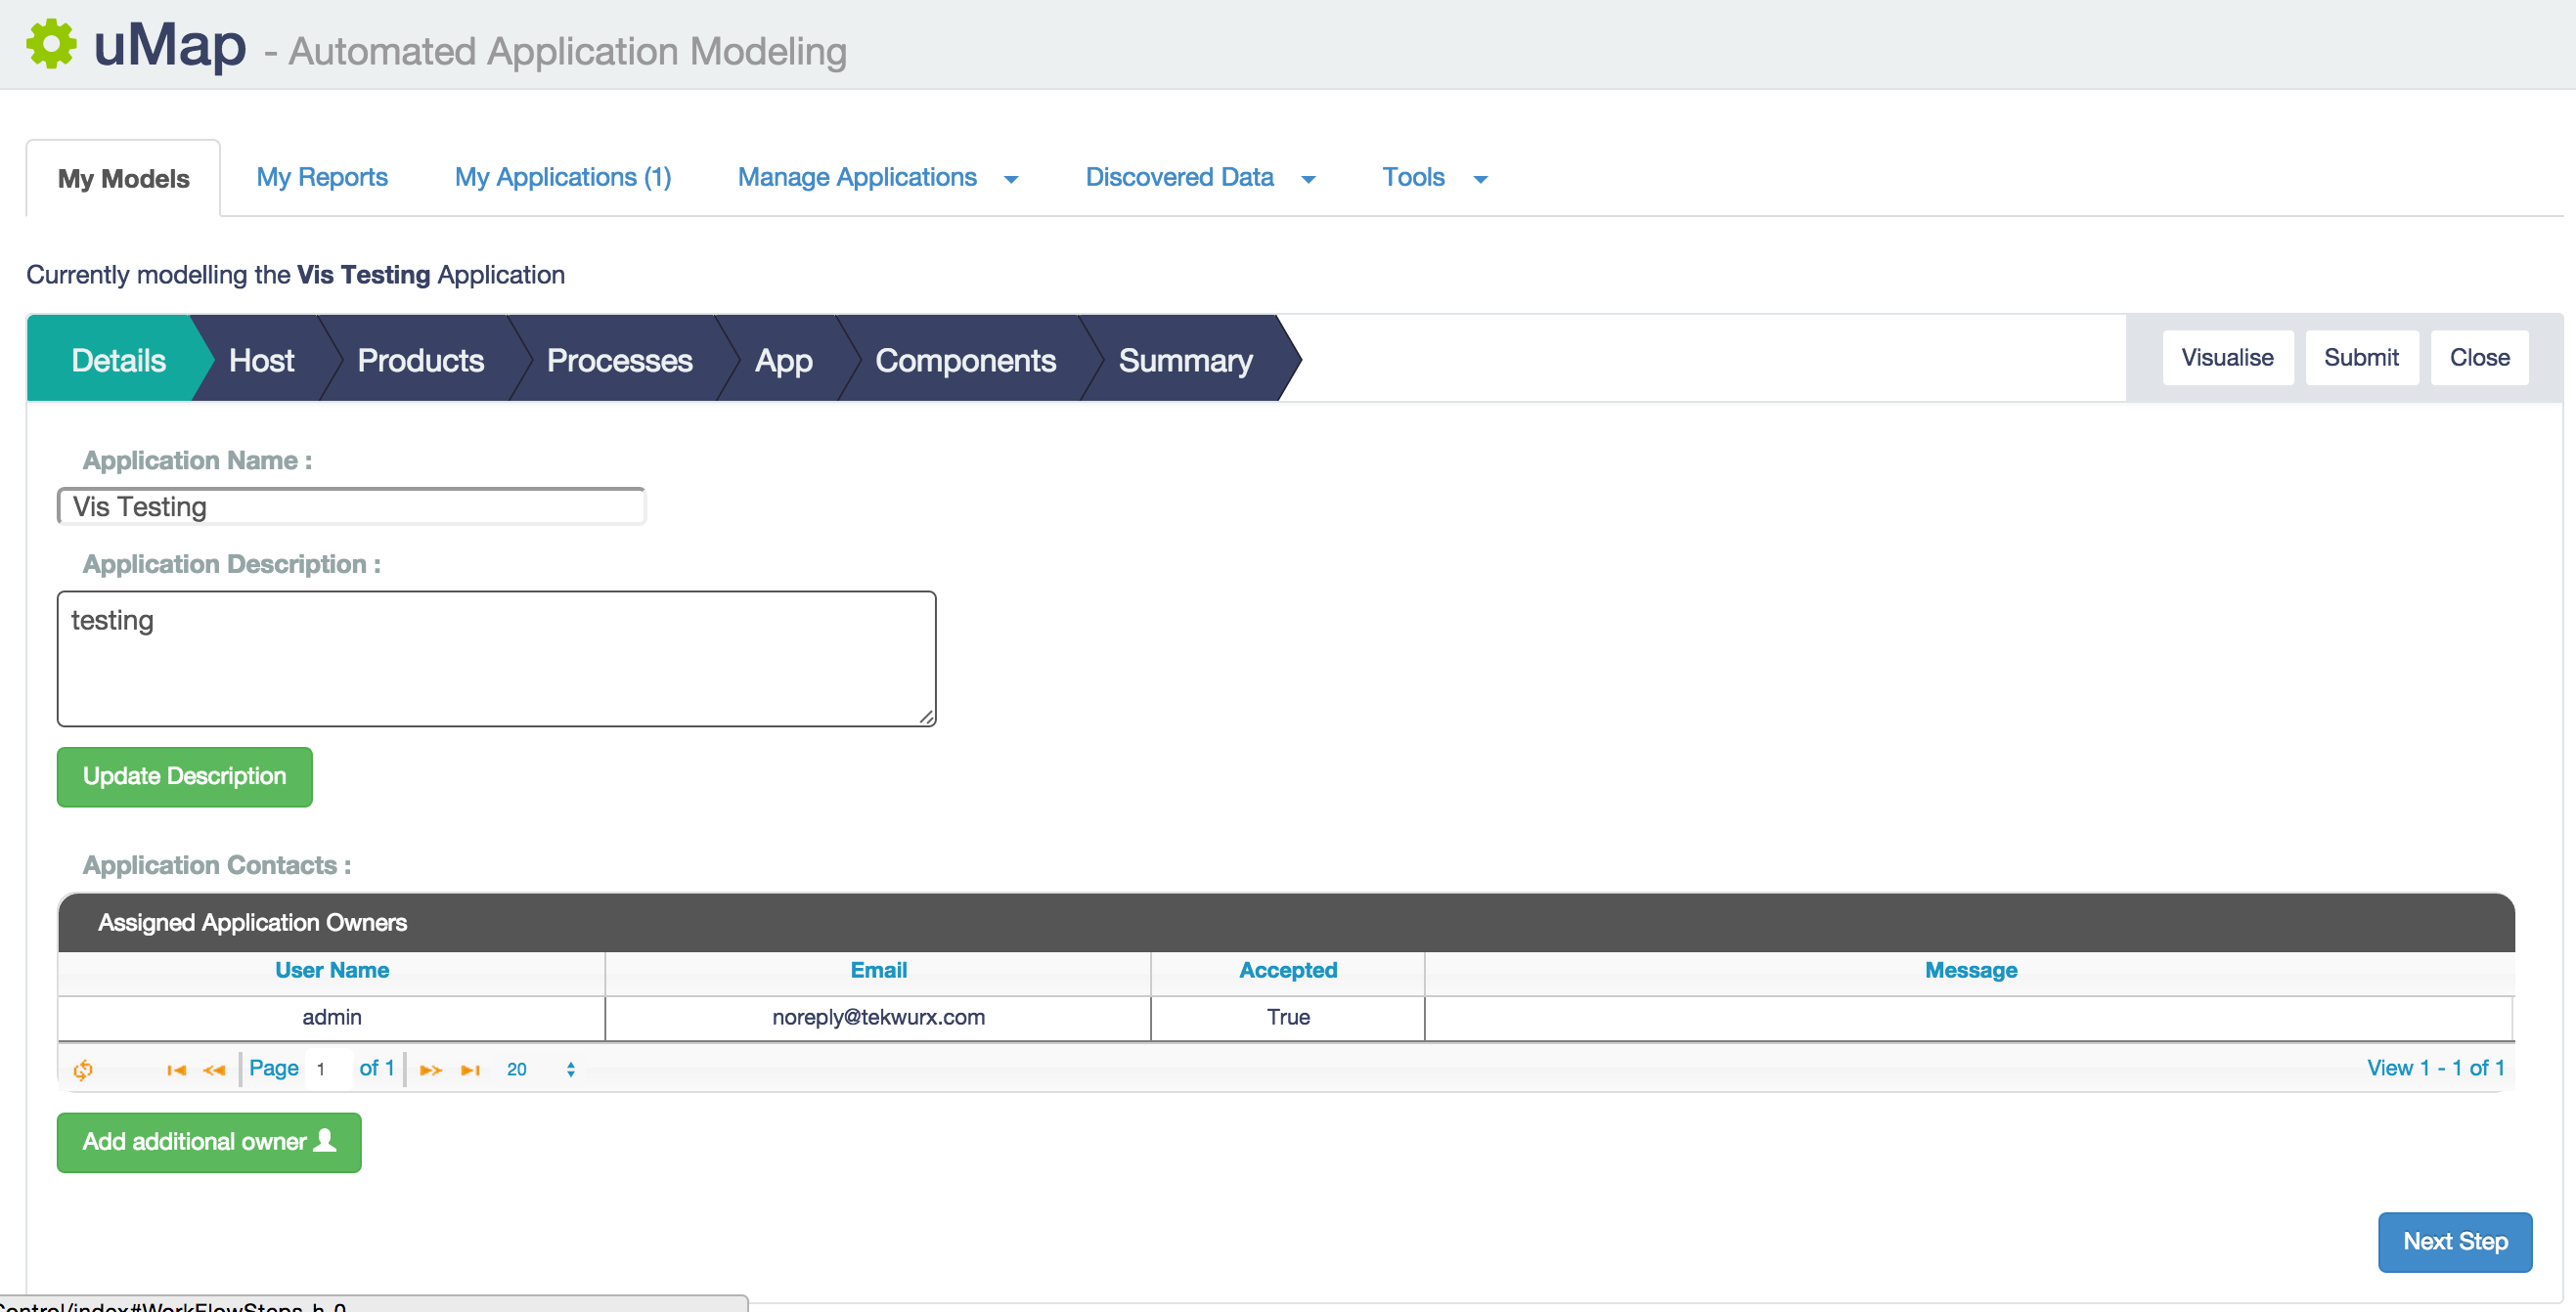 uMap - Automated Application Modeling
My Models My Reports My Applications (1) Manage Applications Discovered Data Tools
Currently modelling the Vis Testing Application
Details Host Products Processes App Components Summary Visualise Submit Close
Application Name :
Vis Testing
Application Description :
testing
Update Description
Application Contacts :
Assigned Application Owners
User Name Email Accepted Message
admin noreply@tekwurx.com True
Page 1 of 1 20 View 1 - 1 of 1
Add additional owner
Next Step
Control/index#WorkFlowSteps-h-0